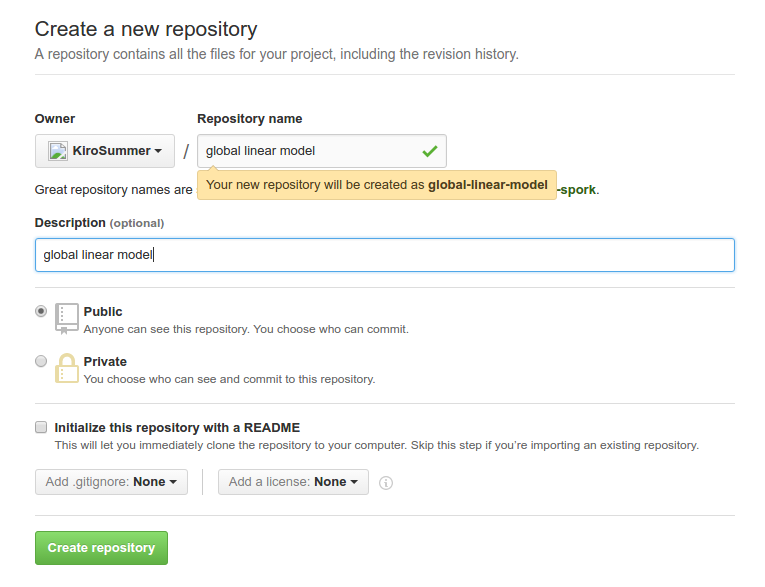 Create a new repository
A repository contains all the files for your project, including the revision history.
Owner Repository name
KiroSummer / global linear model
Your new repository will be created as global-linear-model
Great repository names are -spork.
Description (optional)
global linear model
Public
Anyone can see this repository. You choose who can commit.
Private
You choose who can see and commit to this repository.
Initialize this repository with a README
This will let you immediately clone the repository to your computer. Skip this step if you’re importing an existing repository.
Add .gitignore: None Add a license: None
Create repository